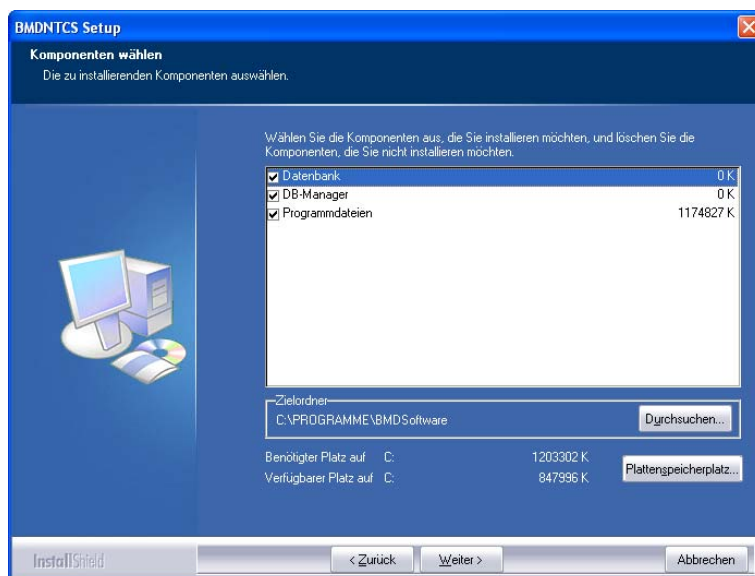 BMDNTCS Setup
Komponenten wählen
Die zu installierenden Komponenten auswählen.
Wählen Sie die Komponenten aus, die Sie installieren möchten, und löschen Sie die
Komponenten, die Sie nicht installieren möchten.
Datenbank 0 K
DB-Manager 0 K
Programmdateien 1174827 K
Zielordner
C:\PROGRAMME\BMDSoftware
Durchsuchen...
Benötigter Platz auf C: 1203302 K
Verfügbarer Platz auf C: 847996 K
Plattenspeicherplatz...
InstallShield
< Zurück Weiter > Abbrechen